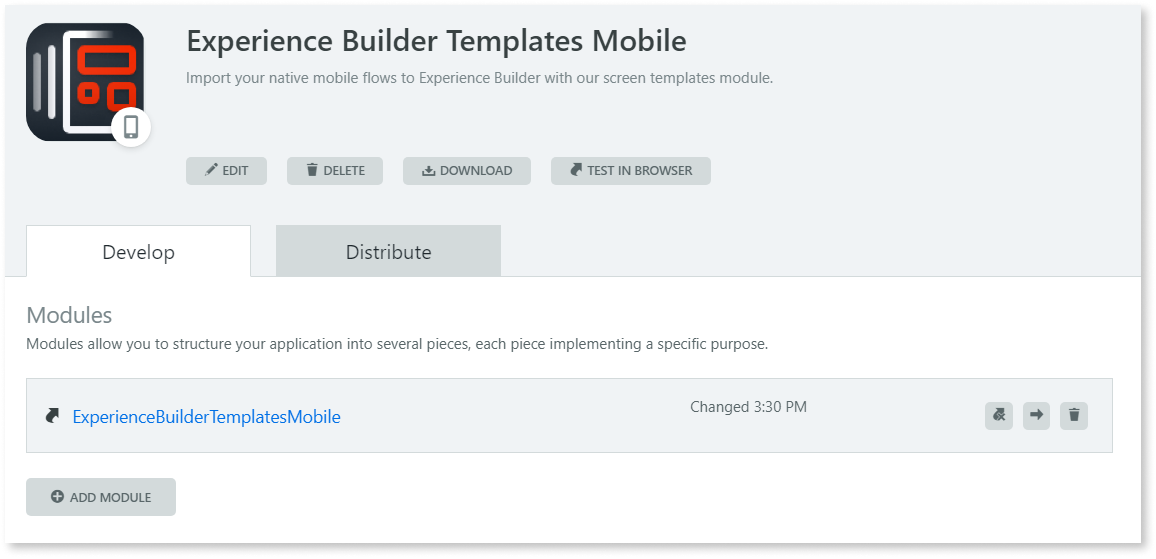 Experience Builder Templates Mobile
Import your native mobile flows to Experience Builder with our screen templates module.
EDIT
DELETE
DOWNLOAD
TEST IN BROWSER
Develop
Distribute
Modules
Modules allow you to structure your application into several pieces, each piece implementing a specific purpose.
ExperienceBuilderTemplatesMobile
Changed 3:30 PM
ADD MODULE